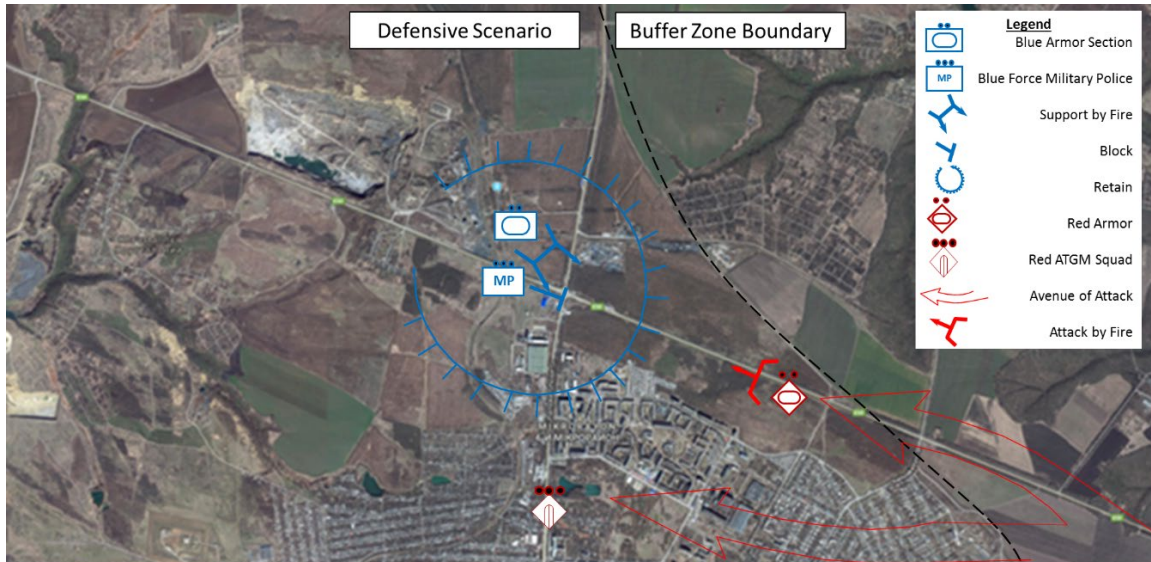 Defensive Scenario
Buffer Zone Boundary
Legend
Blue Armor Section
MP
Blue Force Military Police
Support by Fire
Block
Retain
Red Armor
Red ATGM Squad
Avenue of Attack
Attack by Fire
MP